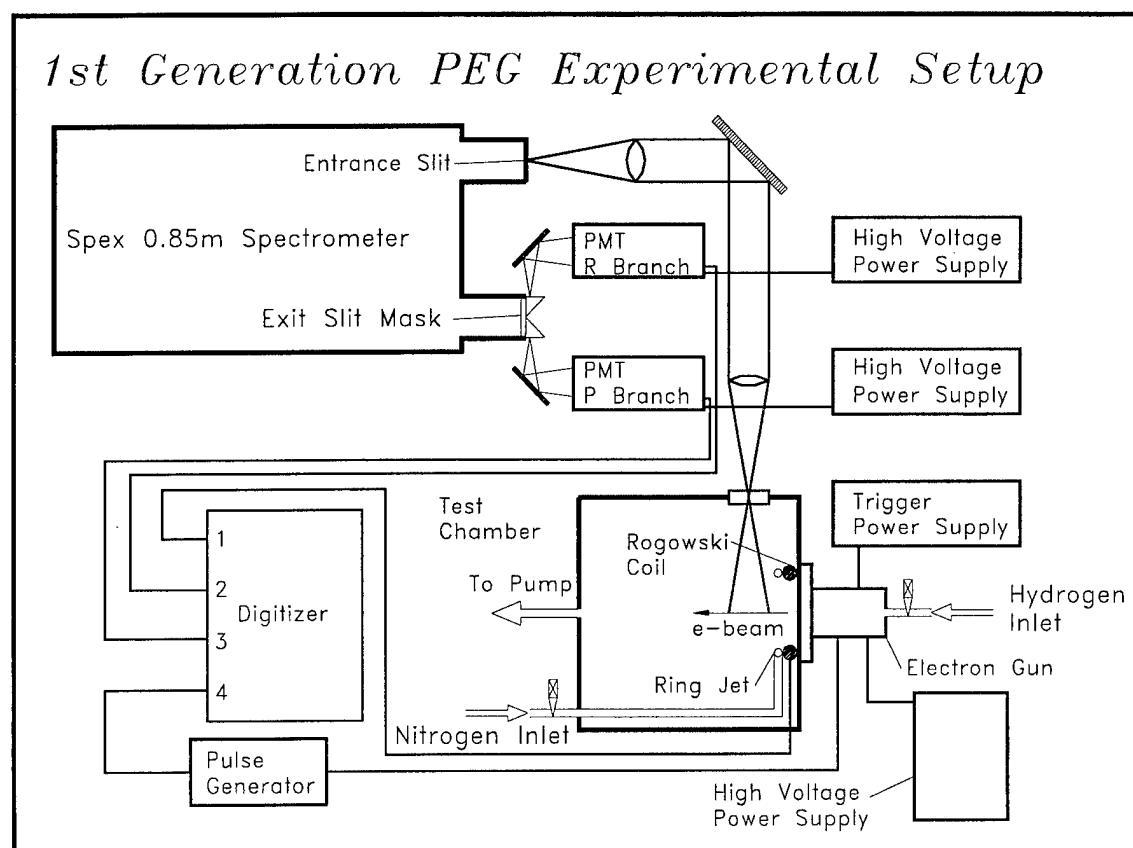 1st Generation PEG Experimental Setup
Entrance Slit
Spex 0.85m Spectrometer
PMT
R Branch
High Voltage
Power Supply
Exit Slit Mask
PMT
P Branch
High Voltage
Power Supply
Test
Chamber
Rogowski
Coil
Trigger
Power Supply
To Pump
Hydrogen
Inlet
e-beam
Electron Gun
Ring Jet
1
2
Digitizer
3
4
Nitrogen Inlet
Pulse
Generator
High Voltage
Power Supply